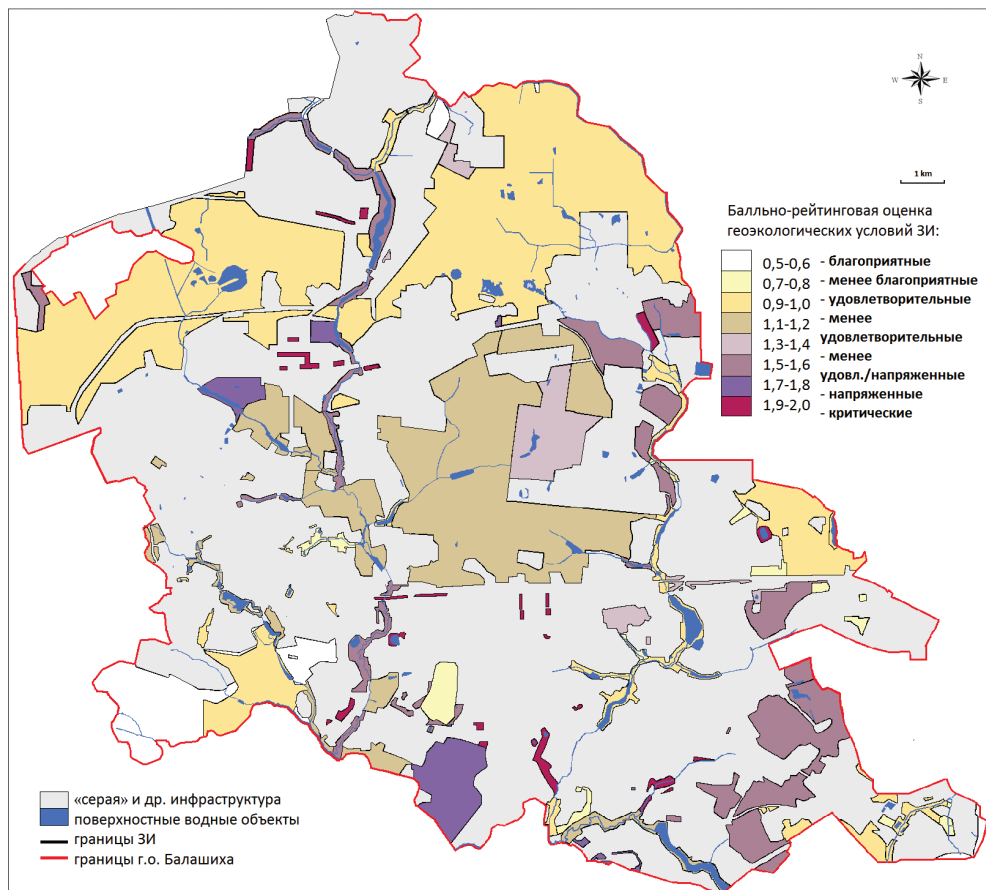 N
W E
S
1 km
Балльно-рейтинговая оценка
геоэкологических условий ЗИ:
0,5-0,6 - благоприятные
0,7-0,8 - менее благоприятные
0,9-1,0 - удовлетворительные
1,1-1,2 - менее
удовлетворительные
1,3-1,4
- менее
1,5-1,6
удовл./напряженные
1,7-1,8 - напряженные
1,9-2,0 - критические
«серая» и др. инфраструктура
поверхностные водные объекты
границы ЗИ
границы г.о. Балашиха